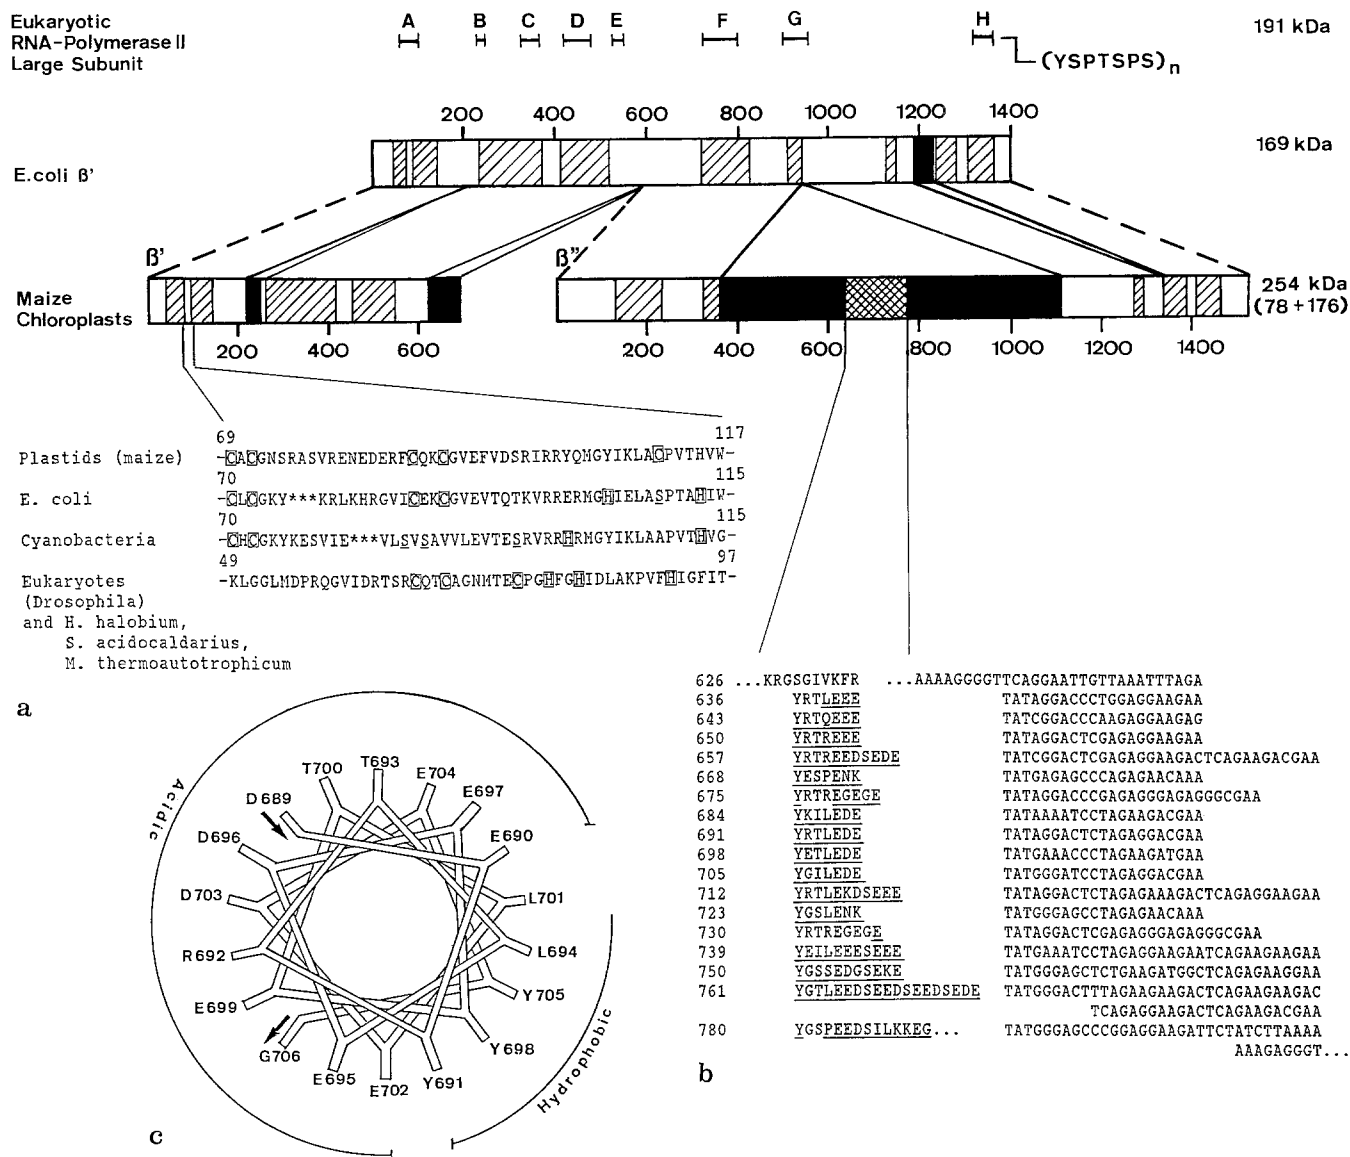 Eukaryotic
RNA-Polymerase II
Large Subunit
A B C D E F G H
191 kDa
(YSPTSPS)n
200 400 600 800 1000 1200 1400
169 kDa
E.coli β'
β' β''
Maize
Chloroplasts
254 kDa
(78+176)
200 400 600 200 400 600 800 1000 1200 1400
69 117
Plastids (maize) -CACGNSRASVRENEDERFCQKCGVEFVDSRIRRYQMGYIKLACPVTHVW-
70 115
E. coli -CLCGKY***KRLKHRGVICEKCGVEVTQTKVRRERMGHIELASPTAHIW-
70 115
Cyanobacteria -CHCGKYKESVIE***VLSVSAVVLEVTESRVRRHRMGYIKLAAPVTHVG-
49 97
Eukaryotes -KLGGLMDPRQGVIDRTSRCQTCAGNMTECPGHFGHIDLAKPVFHIGFIT-
(Drosophila)
and H. halobium,
S. acidocaldarius,
M. thermoautotrophicum
a
626 ...KRGSGIVKFR ...AAAAGGGGTTCAGGAATTGTTAAATTTAGA
636 YRTLEEE TATAGGACCCTGGAGGAAGAA
643 YRTQEEE TATCGGACCCAAGAGGAAGAG
650 YRTREEE TATAGGACTCGAGAGGAAGAA
657 YRTREEDSEDE TATCGGACTCGAGAGGAAGACTCAGAAGACGAA
668 YESPENK TATGAGAGCCCAGAGAACAAA
675 YRTREGEGE TATAGGACCCGAGAGGGAGAGGGCGAA
684 YKILEDE TATAAAATCCTAGAAGACGAA
691 YRTLEDE TATAGGACTCTAGAGGACGAA
698 YETLEDE TATGAAACCCTAGAAGATGAA
705 YGILEDE TATGGGATCCTAGAGGACGAA
712 YRTLEKDSEEE TATAGGACTCTAGAGAAAGACTCAGAGGAAGAA
723 YGSLENK TATGGGAGCCTAGAGAACAAA
730 YRTREGEGE TATAGGACTCGAGAGGGAGAGGGCGAA
739 YEILEEESEEE TATGAAATCCTAGAGGAAGAATCAGAAGAAGAA
750 YGSSEDGSEKE TATGGGAGCTCTGAAGATGGCTCAGAGAAGGAA
761 YGTLEEDSEEDSEEDSEDE TATGGGACTTTAGAAGAAGACTCAGAAGAAGAC
TCAGAGGAAGACTCAGAAGACGAA
780 YGSPEEDSILKKEG... TATGGGAGCCCGGAGGAAGATTCTATCTTAAAA
AAAGAGGGT...
b
Acidic
T700 T693 E704 E697
D689 E690
D696
D703 L701
R692 L694
E699 Y705
G706 Y698
E695 E702 Y691
Hydrophobic
c